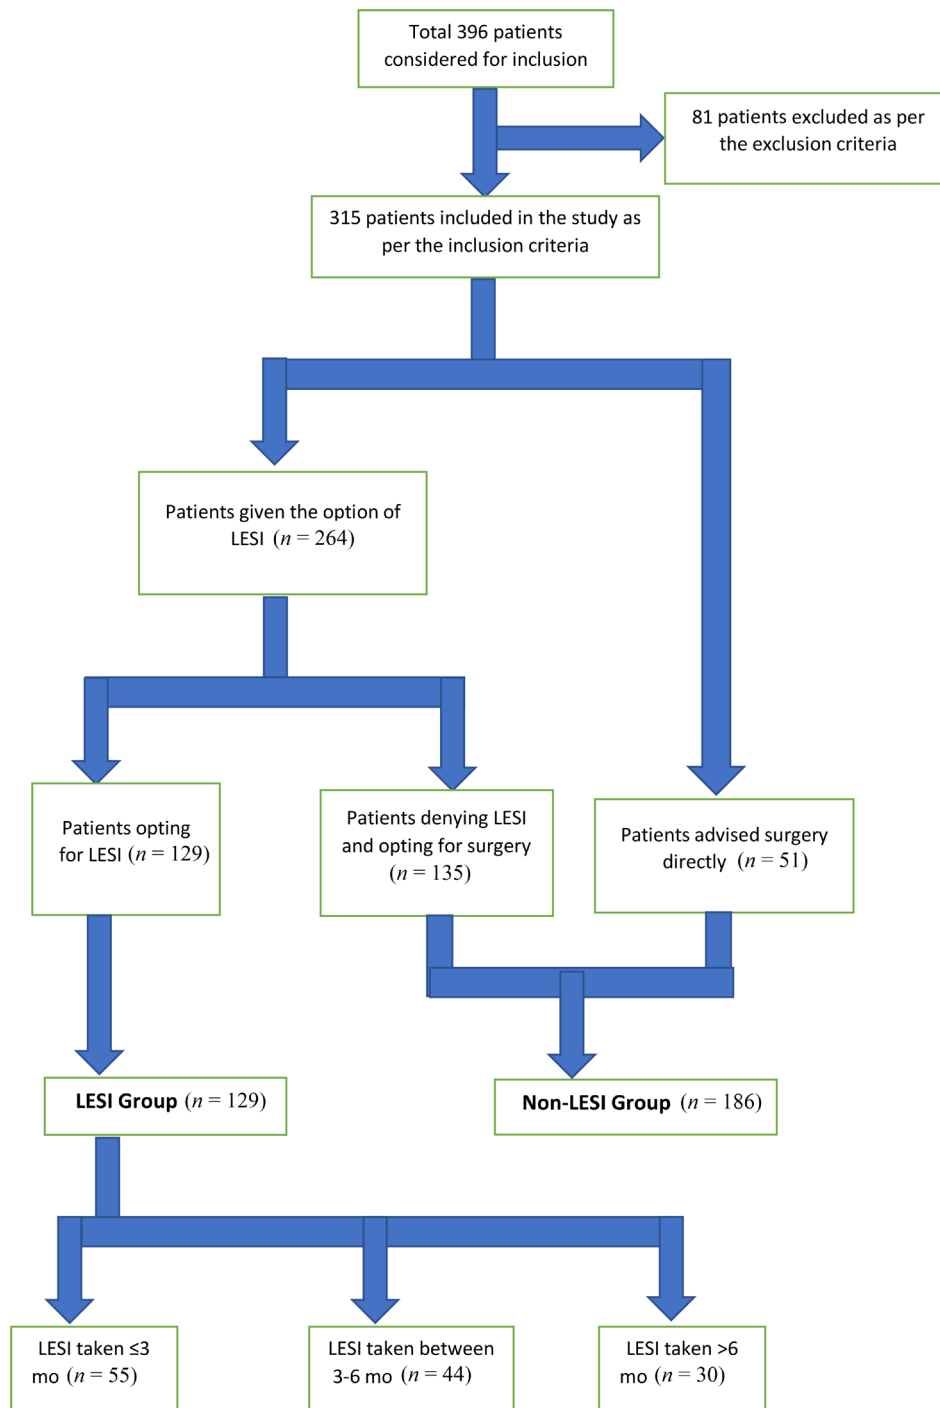 Total 396 patients
considered for inclusion
81 patients excluded as per
the exclusion criteria
315 patients included in the study as
per the inclusion criteria
Patients given the option of
LESI (n = 264)
Patients opting
for LESI (n = 129)
Patients denying LESI
and opting for surgery
(n = 135)
Patients advised surgery
directly (n = 51)
LESI Group (n = 129)
Non-LESI Group (n = 186)
LESI taken ≤3
mo (n = 55)
LESI taken between
3-6 mo (n = 44)
LESI taken >6
mo (n = 30)